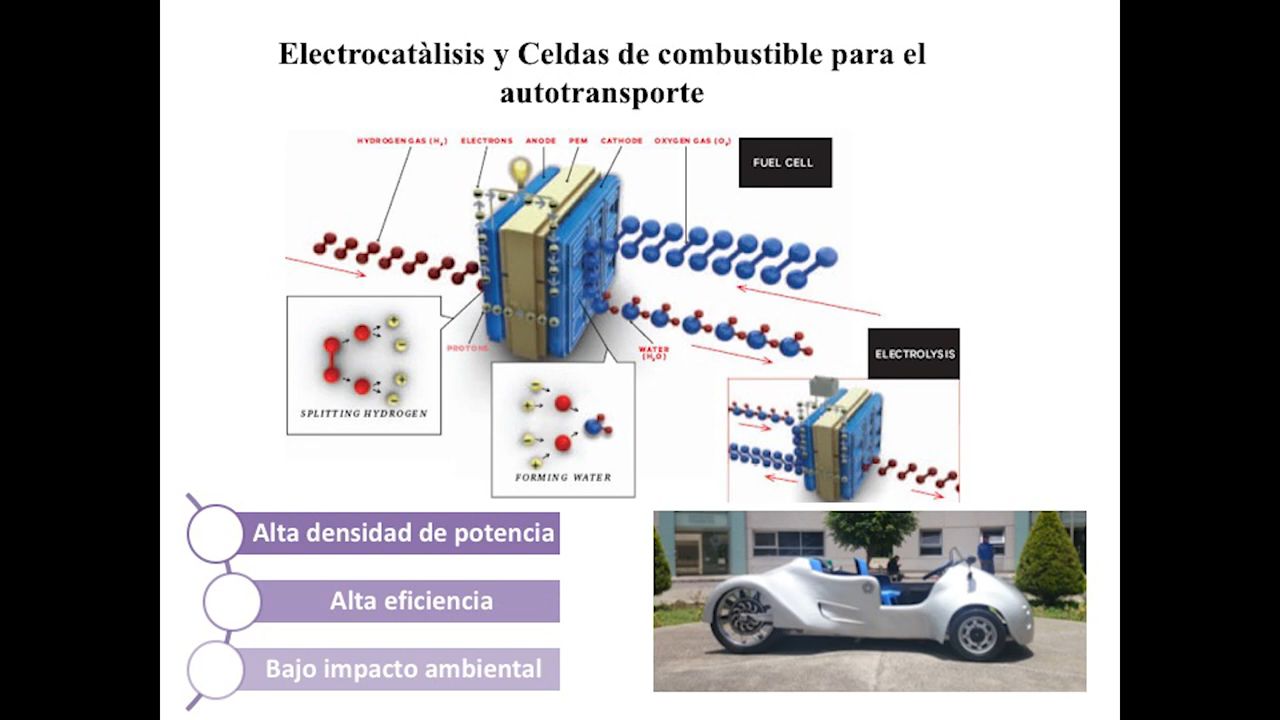 Electrocatàlisis y Celdas de combustible para el
autotransporte
HYDROGEN GAS (H₂) ELECTRONS ANODE PEM CATHODE OXYGEN GAS (O₂)
FUEL CELL
PROTONS
WATER
(H₂O)
ELECTROLYSIS
SPLITTING HYDROGEN
FORMING WATER
Alta densidad de potencia
Alta eficiencia
Bajo impacto ambiental